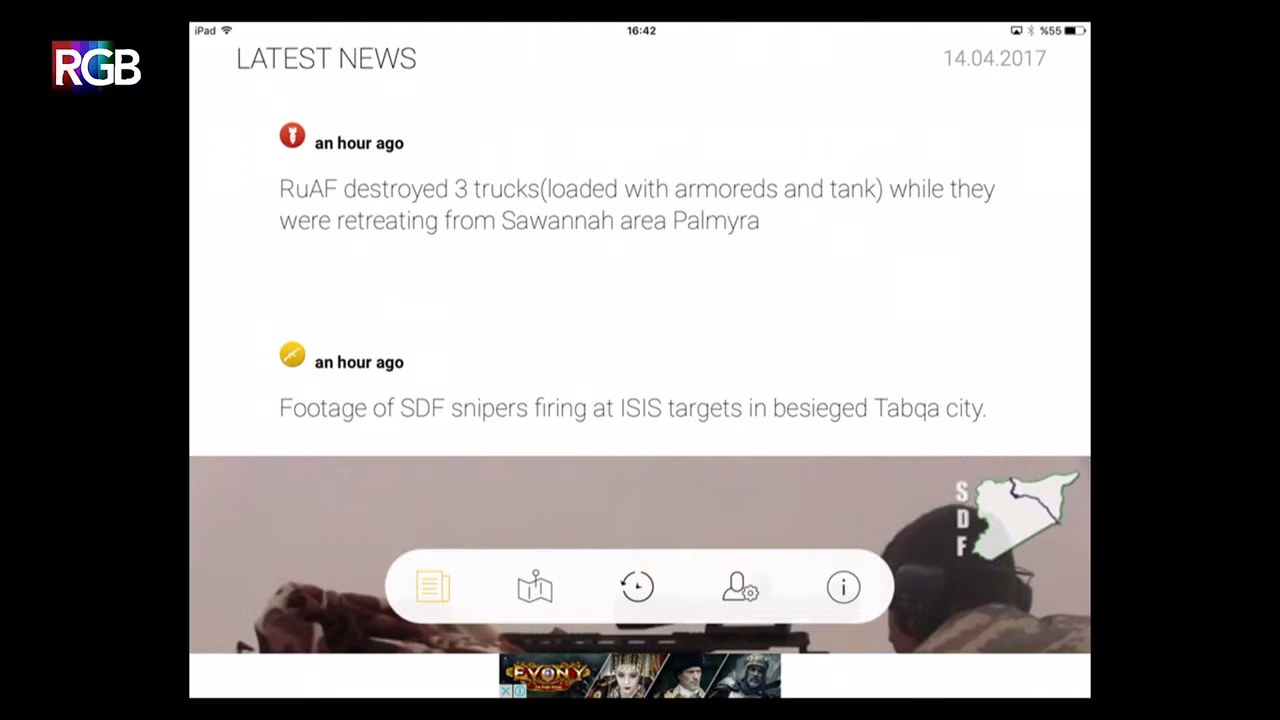 iPad 16:42 %55
RGB
LATEST NEWS 14.04.2017
an hour ago
RuAF destroyed 3 trucks(loaded with armoreds and tank) while they
were retreating from Sawannah area Palmyra
an hour ago
Footage of SDF snipers firing at ISIS targets in besieged Tabqa city.
S
D
F
EVONY